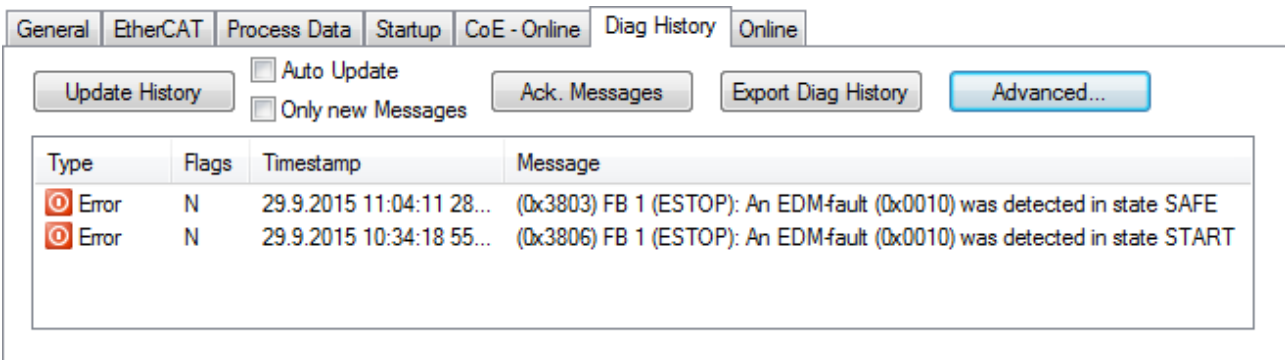 General EtherCAT Process Data Startup CoE - Online Diag History Online
Update History Auto Update Ack. Messages Export Diag History Advanced...
Only new Messages
Type Flags Timestamp Message
Error N 29.9.2015 11:04:11 28... (0x3803) FB 1 (ESTOP): An EDM-fault (0x0010) was detected in state SAFE
Error N 29.9.2015 10:34:18 55... (0x3806) FB 1 (ESTOP): An EDM-fault (0x0010) was detected in state START